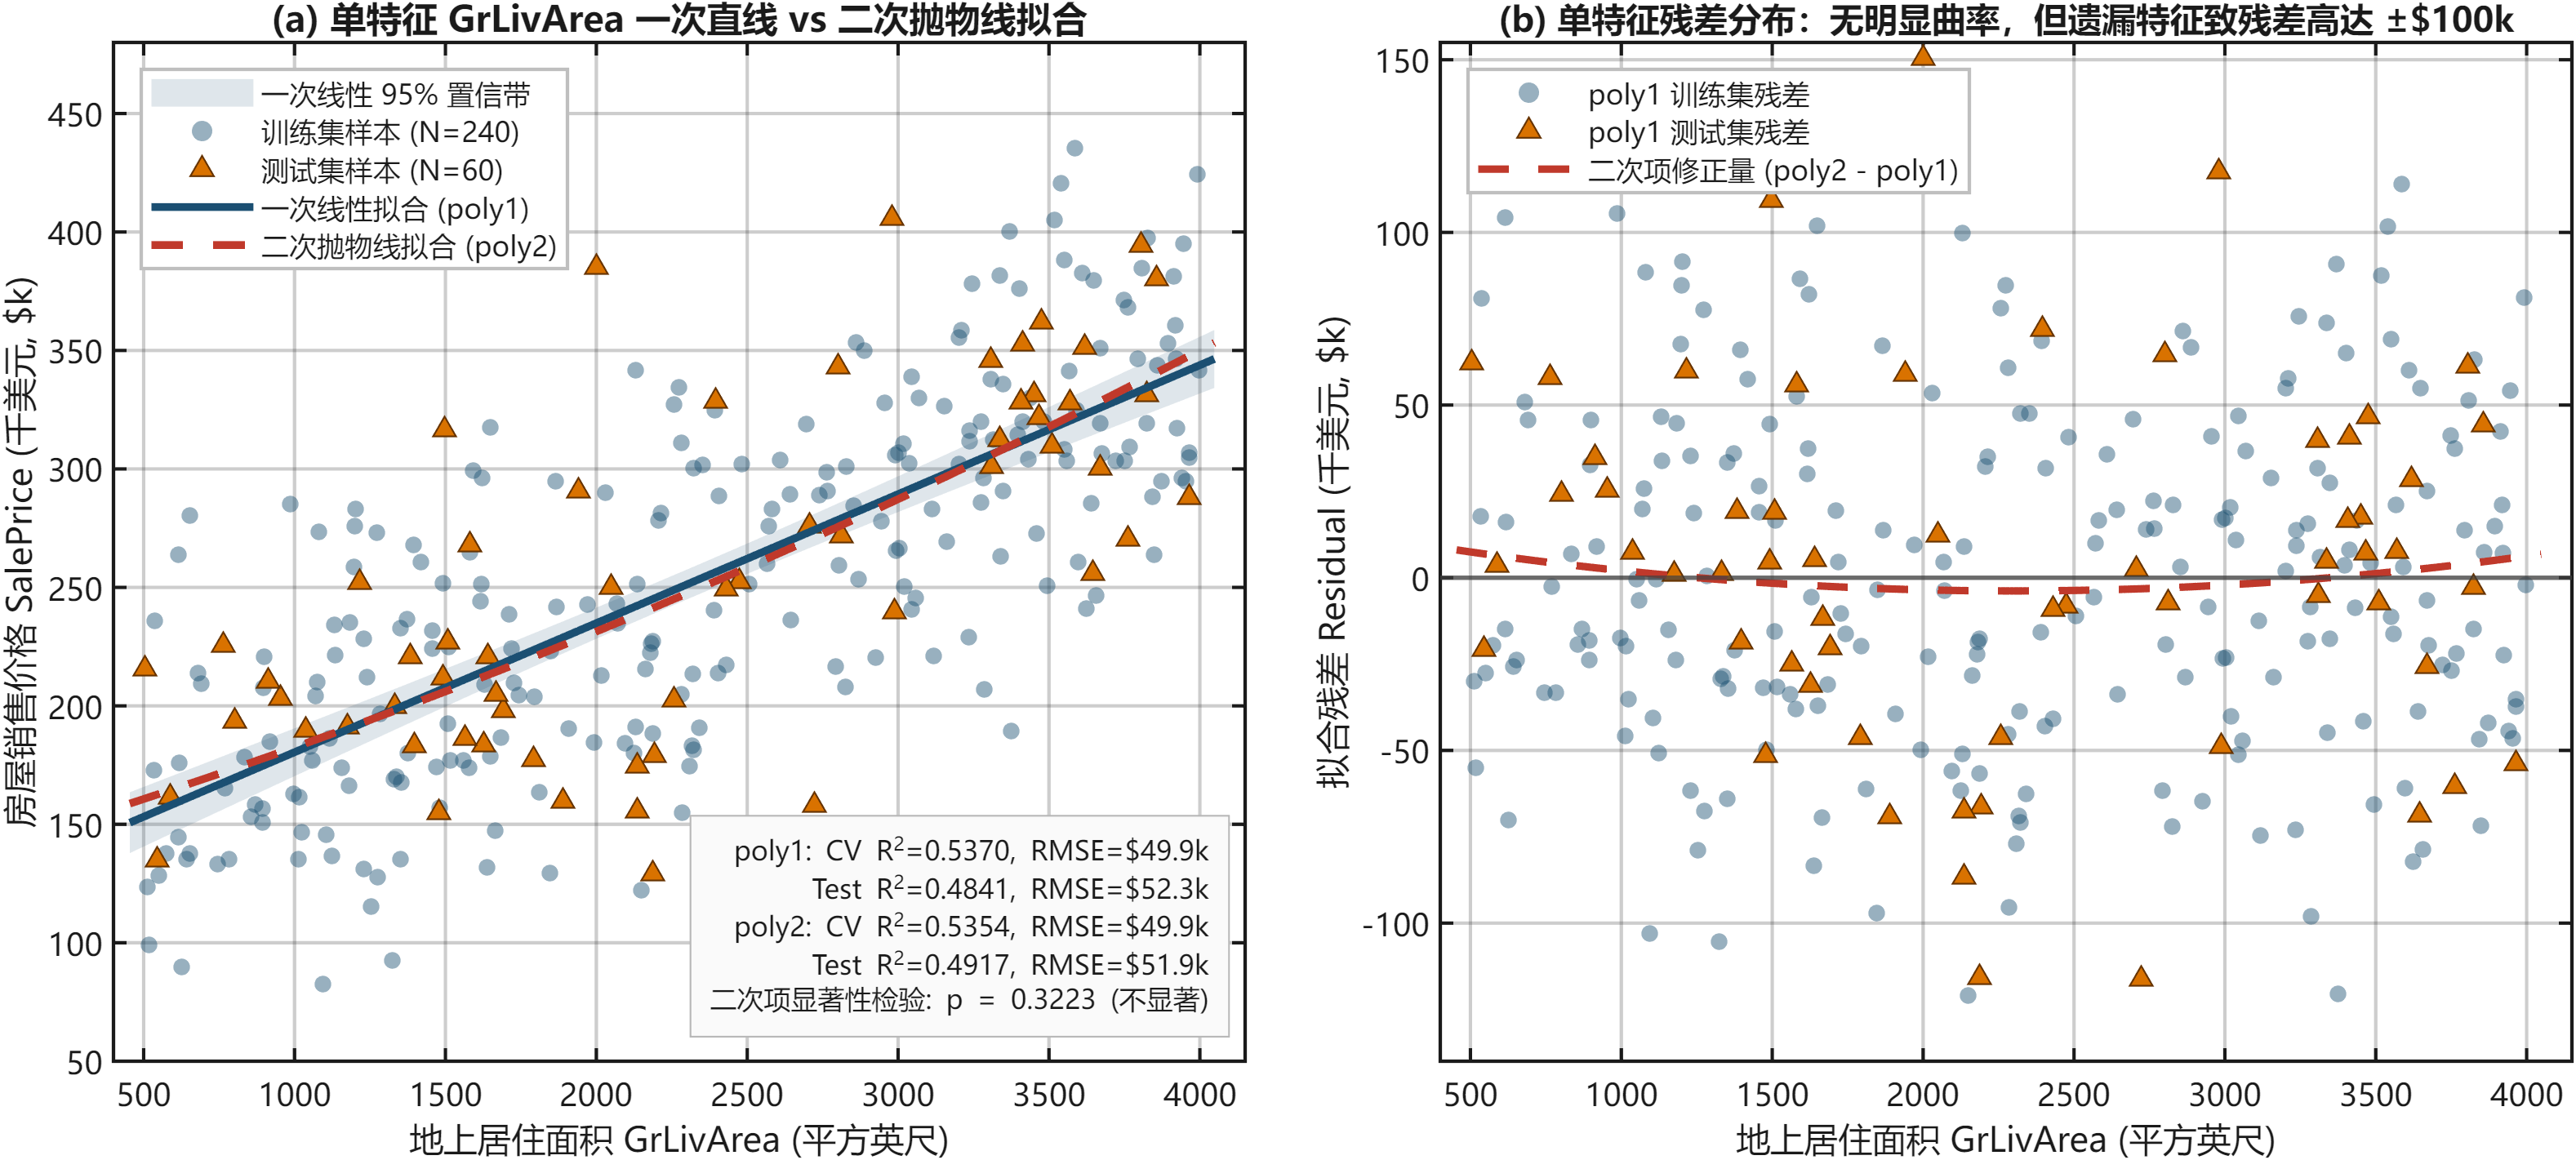 (a) 单特征 GrLivArea 一次直线 vs 二次抛物线拟合
一次线性 95% 置信带
训练集样本 (N=240)
测试集样本 (N=60)
一次线性拟合 (poly1)
二次抛物线拟合 (poly2)
450
400
350
300
250
200
150
100
50
房屋销售价格 SalePrice (千美元, $k)
poly1: CV R²=0.5370, RMSE=$49.9k
Test R²=0.4841, RMSE=$52.3k
poly2: CV R²=0.5354, RMSE=$49.9k
Test R²=0.4917, RMSE=$51.9k
二次项显著性检验: p = 0.3223 (不显著)
500 1000 1500 2000 2500 3000 3500 4000
地上居住面积 GrLivArea (平方英尺)
(b) 单特征残差分布：无明显曲率，但遗漏特征致残差高达 ±$100k
poly1 训练集残差
poly1 测试集残差
二次项修正量 (poly2 - poly1)
150
100
50
0
-50
-100
拟合残差 Residual (千美元, $k)
500 1000 1500 2000 2500 3000 3500 4000
地上居住面积 GrLivArea (平方英尺)